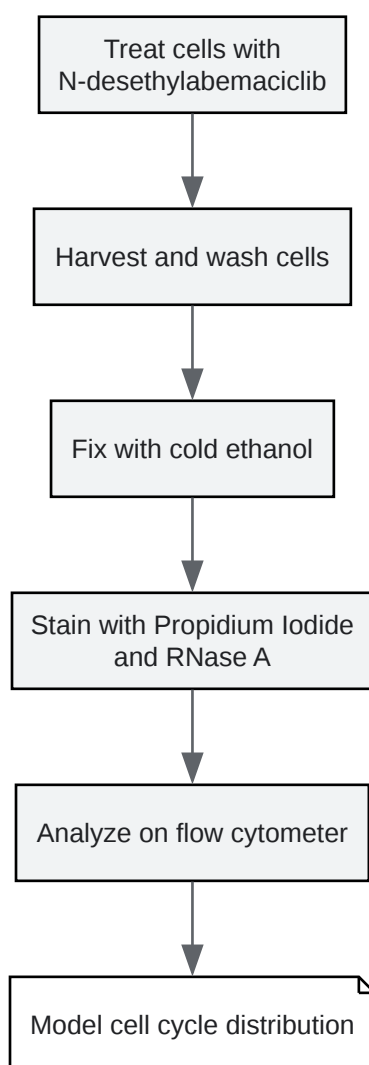 Treat cells with
N-desethylabemaciclib
Harvest and wash cells
Fix with cold ethanol
Stain with Propidium Iodide
and RNase A
Analyze on flow cytometer
Model cell cycle distribution